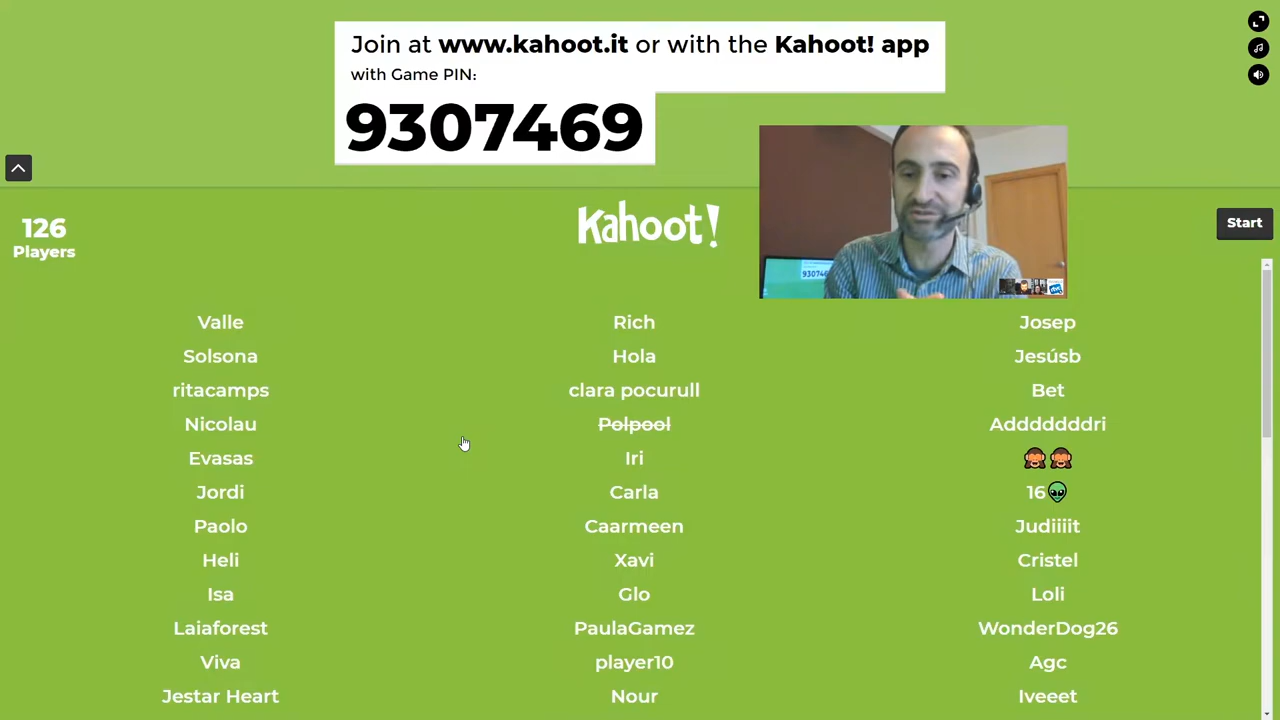 Join at www.kahoot.it or with the Kahoot! app
with Game PIN:
9307469
126
Players
Kahoot!
Start
Valle Rich Josep
Solsona Hola Jesúsb
ritacamps clara pocurull Bet
Nicolau Polpool Adddddddri
Evasas Iri 🙈🙈
Jordi Carla 16👽
Paolo Caarmeen Judiiiit
Heli Xavi Cristel
Isa Glo Loli
Laiaforest PaulaGamez WonderDog26
Viva player10 Agc
Jestar Heart Nour Iveeet